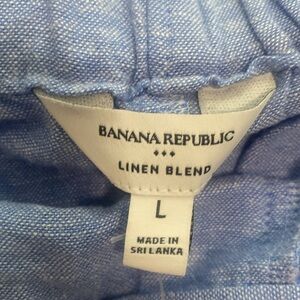 BANANA REPUBLIC
♦♦♦
LINEN BLEND
L
MADE IN
SRI LANKA